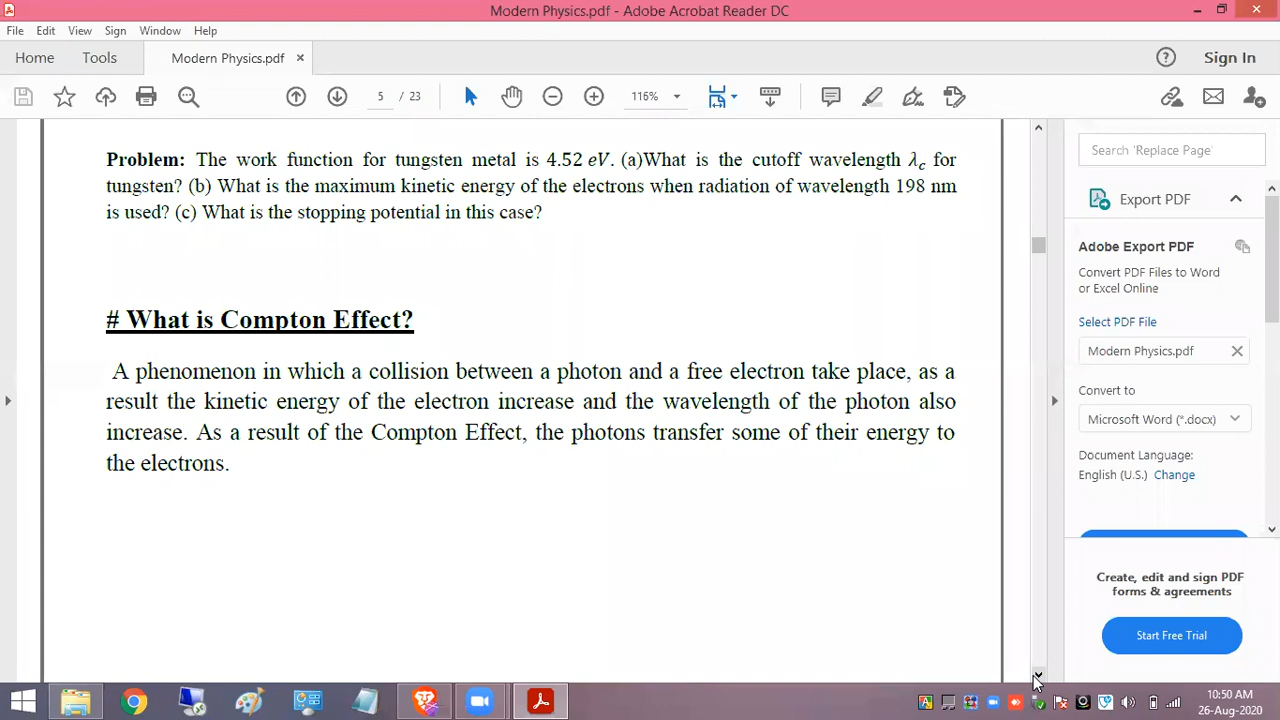 Modern Physics.pdf - Adobe Acrobat Reader DC
File Edit View Sign Window Help
Home Tools Modern Physics.pdf × Sign In
5 / 23 116%
Problem: The work function for tungsten metal is 4.52 eV. (a)What is the cutoff wavelength λc for
tungsten? (b) What is the maximum kinetic energy of the electrons when radiation of wavelength 198 nm
is used? (c) What is the stopping potential in this case?
# What is Compton Effect?
A phenomenon in which a collision between a photon and a free electron take place, as a
result the kinetic energy of the electron increase and the wavelength of the photon also
increase. As a result of the Compton Effect, the photons transfer some of their energy to
the electrons.
Search 'Replace Page'
Export PDF
Adobe Export PDF
Convert PDF Files to Word
or Excel Online
Select PDF File
Modern Physics.pdf
Convert to
Microsoft Word (*.docx)
Document Language:
English (U.S.) Change
Create, edit and sign PDF
forms & agreements
Start Free Trial
10:50 AM
26-Aug-2020